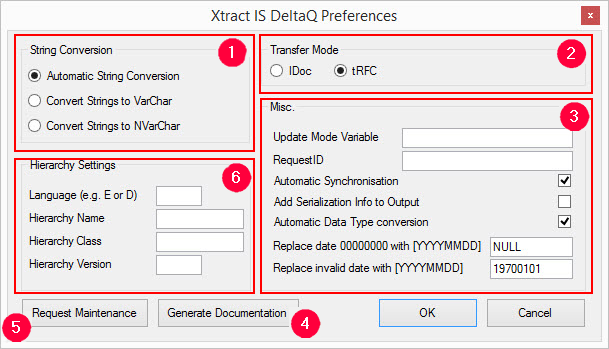 Xtract IS DeltaQ Preferences
x
String Conversion
1
Automatic String Conversion
Convert Strings to VarChar
Convert Strings to NVarChar
Transfer Mode
2
IDoc tRFC
Misc.
3
Update Mode Variable
RequestID
Automatic Synchronisation
Add Serialization Info to Output
Automatic Data Type conversion
Replace date 00000000 with [YYYYMMDD] NULL
Replace invalid date with [YYYYMMDD] 19700101
Hierarchy Settings
6
Language (e.g. E or D)
Hierarchy Name
Hierarchy Class
Hierarchy Version
Request Maintenance Generate Documentation OK Cancel
5 4